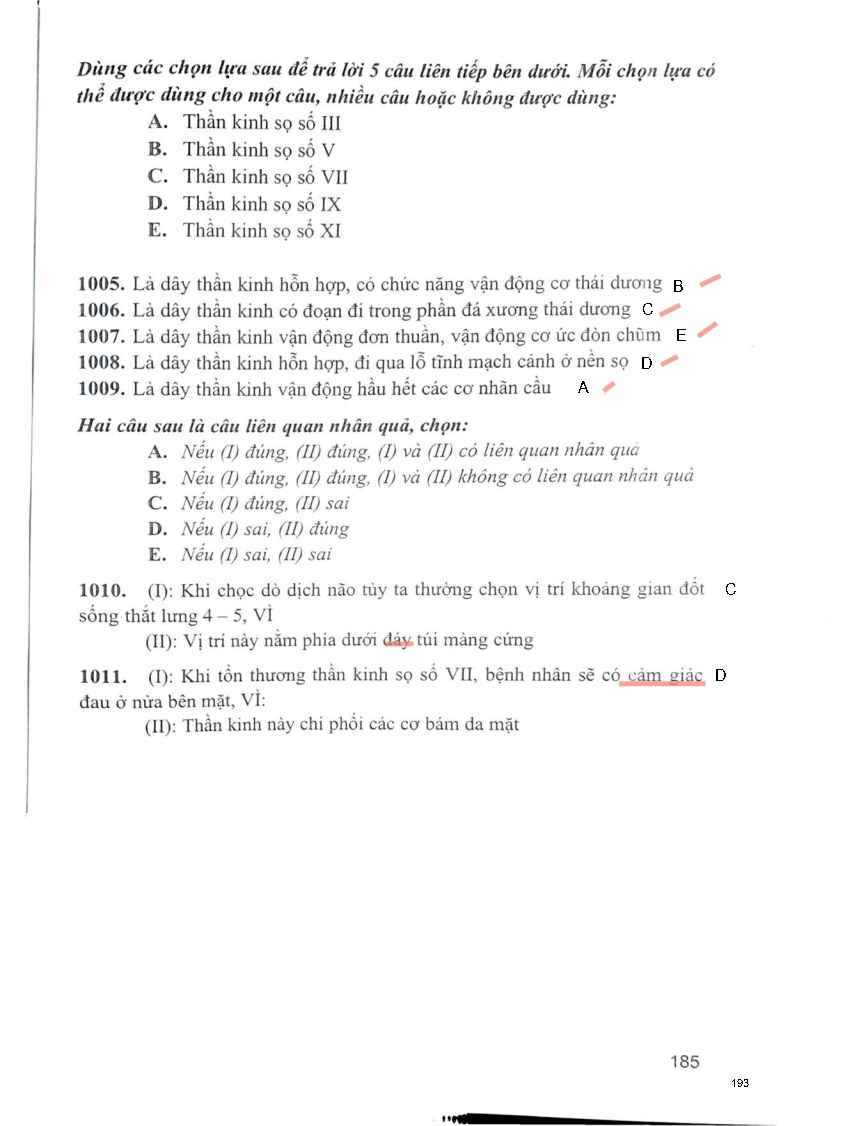 Dùng các chọn lựa sau để trả lời 5 câu liên tiếp bên dưới. Mỗi chọn lựa có
thể được dùng cho một câu, nhiều câu hoặc không được dùng:
A. Thần kinh sọ số III
B. Thần kinh sọ số V
C. Thần kinh sọ số VII
D. Thần kinh sọ số IX
E. Thần kinh sọ số XI
1005. Là dây thần kinh hỗn hợp, có chức năng vận động cơ thái dương B
1006. Là dây thần kinh có đoạn đi trong phần đá xương thái dương C
1007. Là dây thần kinh vận động đơn thuần, vận động cơ ức đòn chũm E
1008. Là dây thần kinh hỗn hợp, đi qua lỗ tĩnh mạch cảnh ở nền sọ D
1009. Là dây thần kinh vận động hầu hết các cơ nhãn cầu A
Hai câu sau là câu liên quan nhân quả, chọn:
A. Nếu (I) đúng, (II) đúng, (I) và (II) có liên quan nhân quả
B. Nếu (I) đúng, (II) đúng, (I) và (II) không có liên quan nhân quả
C. Nếu (I) đúng, (II) sai
D. Nếu (I) sai, (II) đúng
E. Nếu (I) sai, (II) sai
1010. (I): Khi chọc dò dịch não tủy ta thường chọn vị trí khoảng gian đốt C
sống thắt lưng 4 – 5, VÌ
(II): Vị trí này nằm phía dưới đáy túi màng cứng
1011. (I): Khi tổn thương thần kinh sọ số VII, bệnh nhân sẽ có cảm giác D
đau ở nửa bên mặt, VÌ:
(II): Thần kinh này chi phối các cơ bám da mặt
185
193